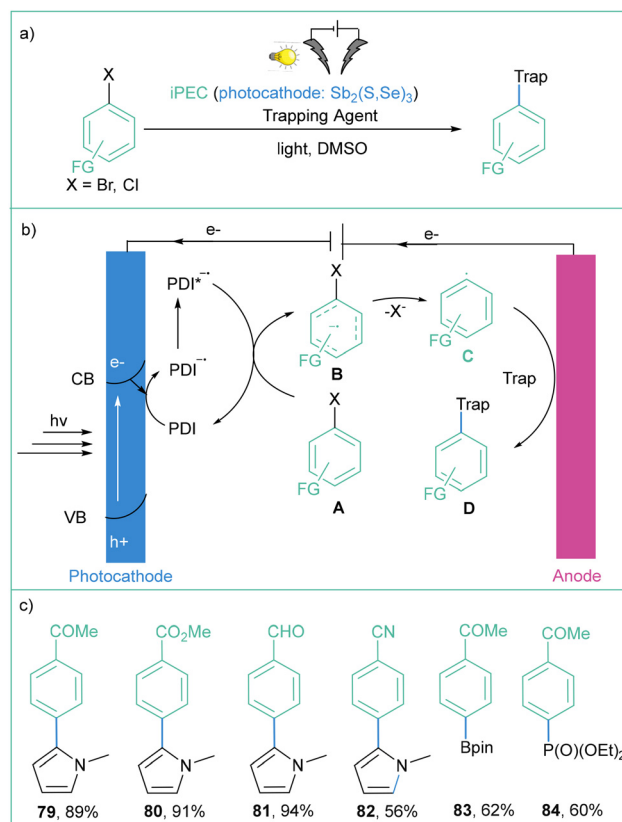 a)
X
FG
X = Br, Cl
iPEC (photocathode: Sb2(S,Se)3)
Trapping Agent
light, DMSO
Trap
FG
b)
e-
e-
PDI*−•
PDI−•
PDI
CB
e-
hv
VB
h+
Photocathode
X
−•
FG
B
-X-
•
FG
C
X
FG
A
Trap
Trap
FG
D
Anode
c)
COMe
CO2Me
CHO
CN
COMe
COMe
N
N
N
N
Bpin
P(O)(OEt)2
79, 89%
80, 91%
81, 94%
82, 56%
83, 62%
84, 60%